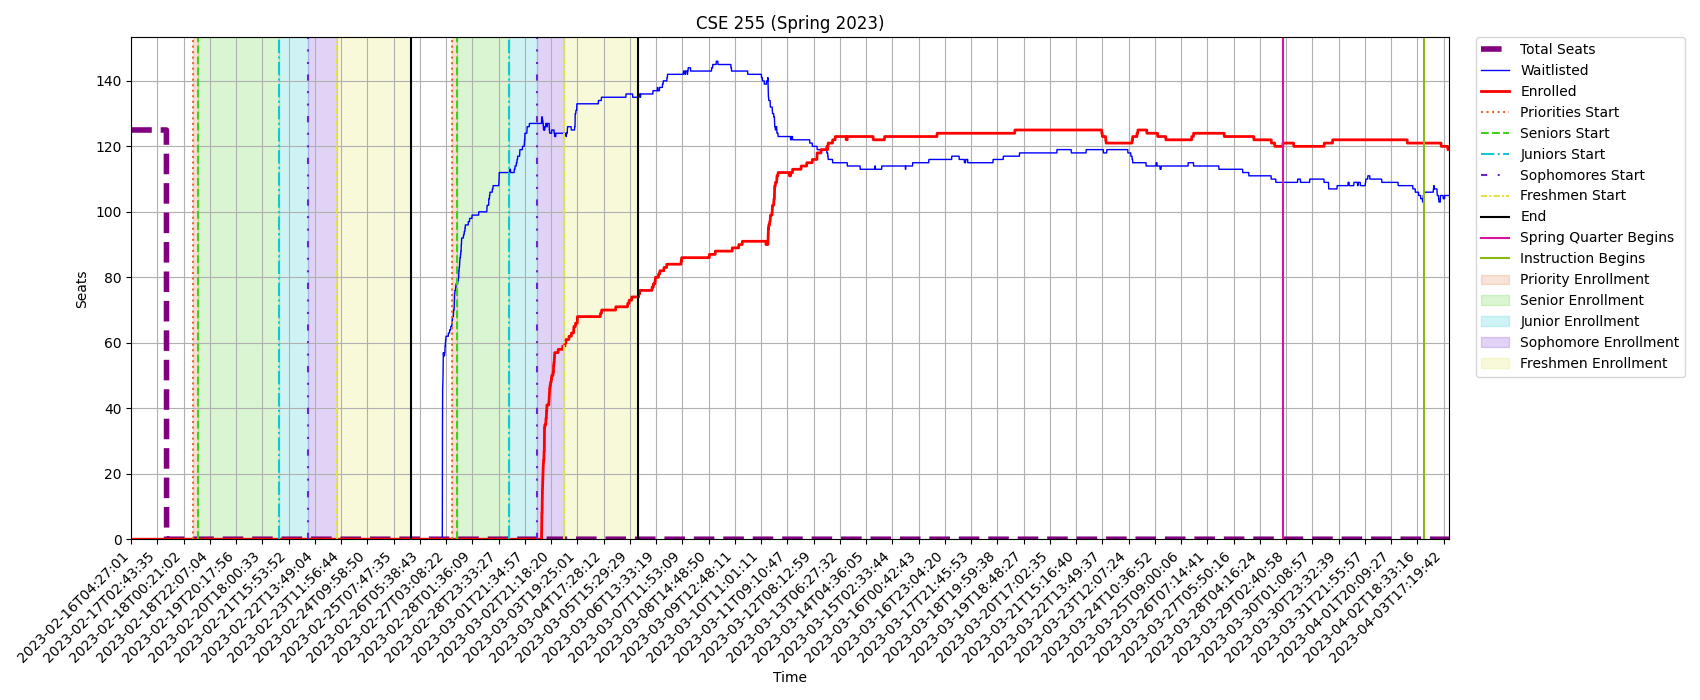 CSE 255 (Spring 2023)
Seats
140
120
100
80
60
40
20
0
2023-02-16T04:27:01
2023-02-17T02:43:35
2023-02-18T00:21:02
2023-02-18T22:07:04
2023-02-19T20:17:56
2023-02-20T18:00:33
2023-02-21T15:53:52
2023-02-22T13:49:04
2023-02-23T11:56:44
2023-02-24T09:58:50
2023-02-25T07:47:35
2023-02-26T05:38:43
2023-02-27T03:08:22
2023-02-28T01:36:09
2023-02-28T23:33:27
2023-03-01T21:34:57
2023-03-02T21:18:20
2023-03-03T19:25:01
2023-03-04T17:28:12
2023-03-05T15:29:29
2023-03-06T13:33:19
2023-03-07T11:53:09
2023-03-08T14:48:50
2023-03-09T12:48:11
2023-03-10T11:01:11
2023-03-11T09:10:47
2023-03-12T08:12:59
2023-03-13T06:27:32
2023-03-14T04:36:05
2023-03-15T02:33:44
2023-03-16T00:42:43
2023-03-16T23:04:20
2023-03-17T21:45:53
2023-03-18T19:59:38
2023-03-19T18:48:27
2023-03-20T17:02:35
2023-03-21T15:16:40
2023-03-22T13:49:37
2023-03-23T12:07:24
2023-03-24T10:36:52
2023-03-25T09:00:06
2023-03-26T07:14:41
2023-03-27T05:50:16
2023-03-28T04:16:24
2023-03-29T02:40:58
2023-03-30T01:08:57
2023-03-30T23:32:39
2023-03-31T21:55:57
2023-04-01T20:09:27
2023-04-02T18:33:16
2023-04-03T17:19:42
Time
Total Seats
Waitlisted
Enrolled
Priorities Start
Seniors Start
Juniors Start
Sophomores Start
Freshmen Start
End
Spring Quarter Begins
Instruction Begins
Priority Enrollment
Senior Enrollment
Junior Enrollment
Sophomore Enrollment
Freshmen Enrollment